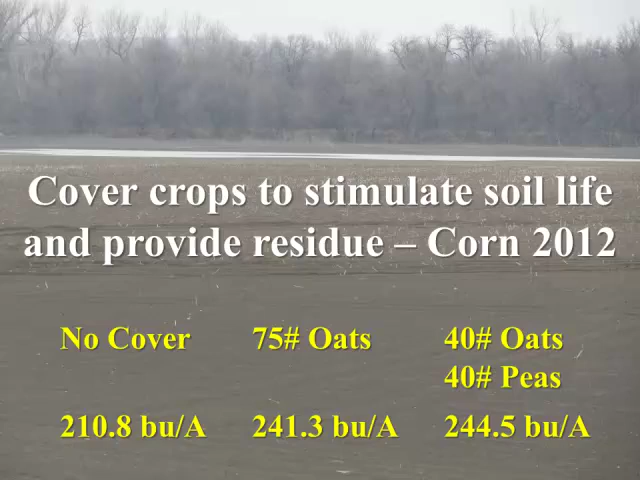 Cover crops to stimulate soil life
and provide residue – Corn 2012
No Cover 75# Oats 40# Oats
40# Peas
210.8 bu/A 241.3 bu/A 244.5 bu/A